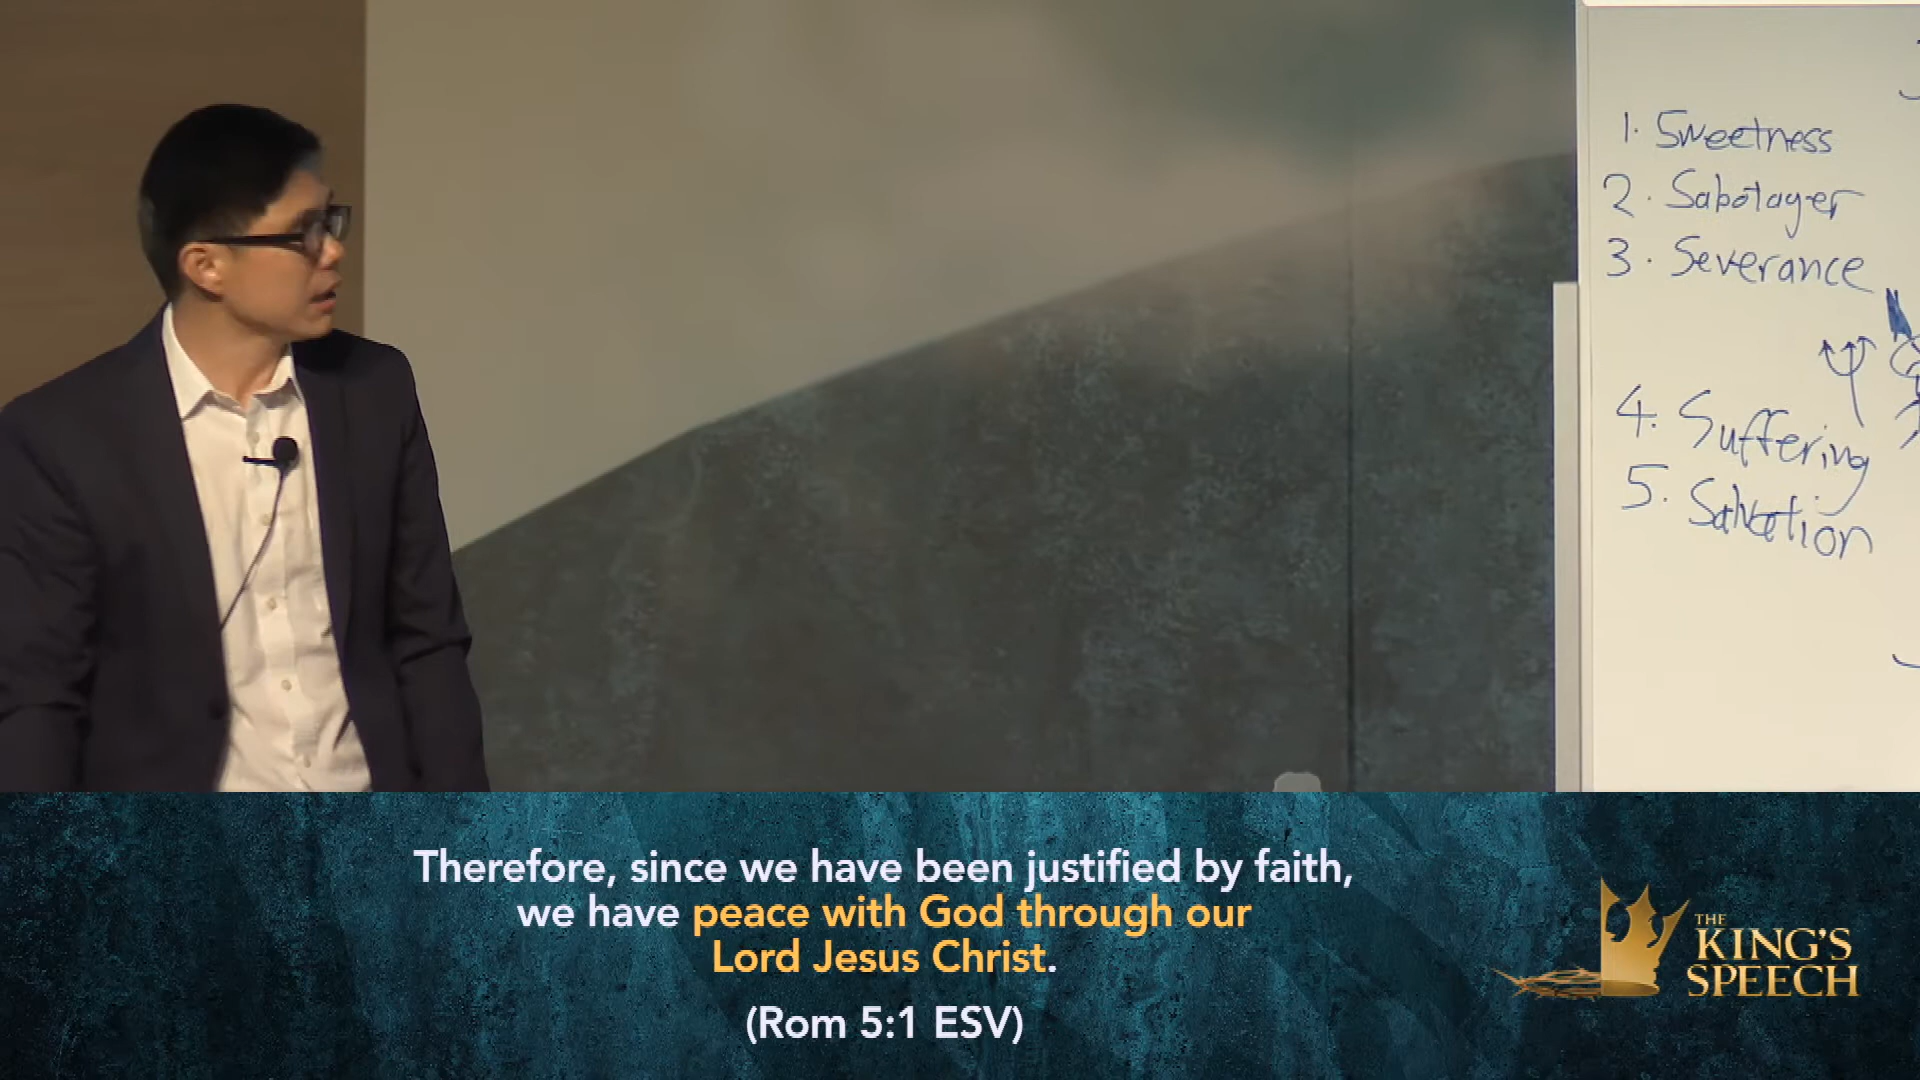 1. Sweetness
2. Sabotager
3. Severance
4. Suffering
5. Salvation
Therefore, since we have been justified by faith,
we have peace with God through our
Lord Jesus Christ.
(Rom 5:1 ESV)
THE
KING'S
SPEECH